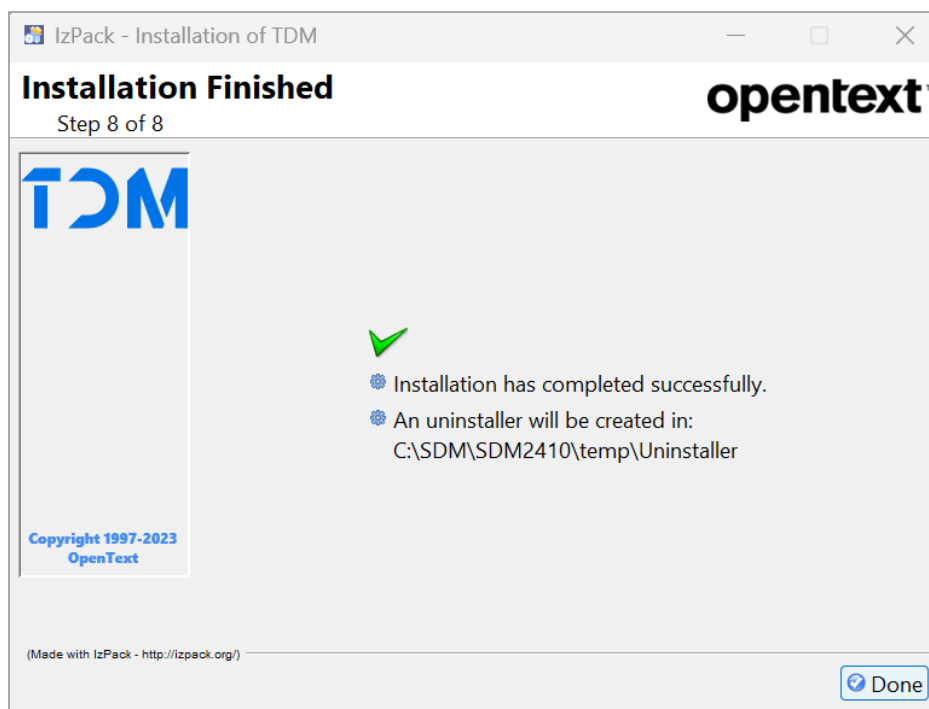 IzPack - Installation of TDM
Installation Finished
Step 8 of 8
opentext
TDM
Installation has completed successfully.
An uninstaller will be created in:
C:\SDM\SDM2410\temp\Uninstaller
Copyright 1997-2023
OpenText
(Made with IzPack - http://izpack.org/)
Done